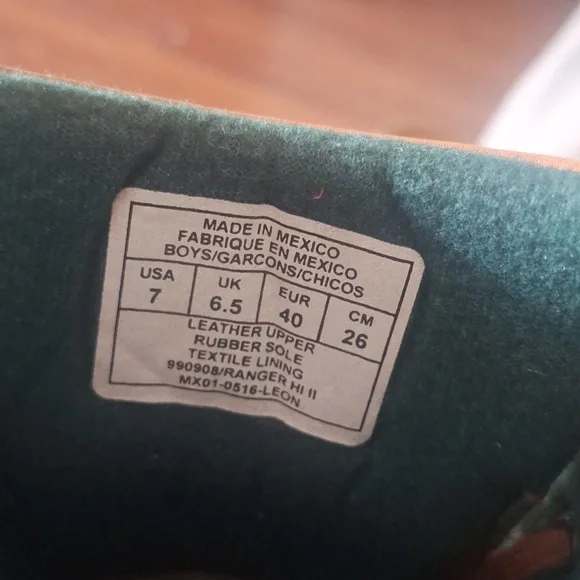 MADE IN MEXICO
FABRIQUE EN MEXICO
BOYS/GARCONS/CHICOS
USA UK EUR CM
7 6.5 40 26
LEATHER UPPER
RUBBER SOLE
TEXTILE LINING
990908/RANGER HI II
MX01-0516-LEON